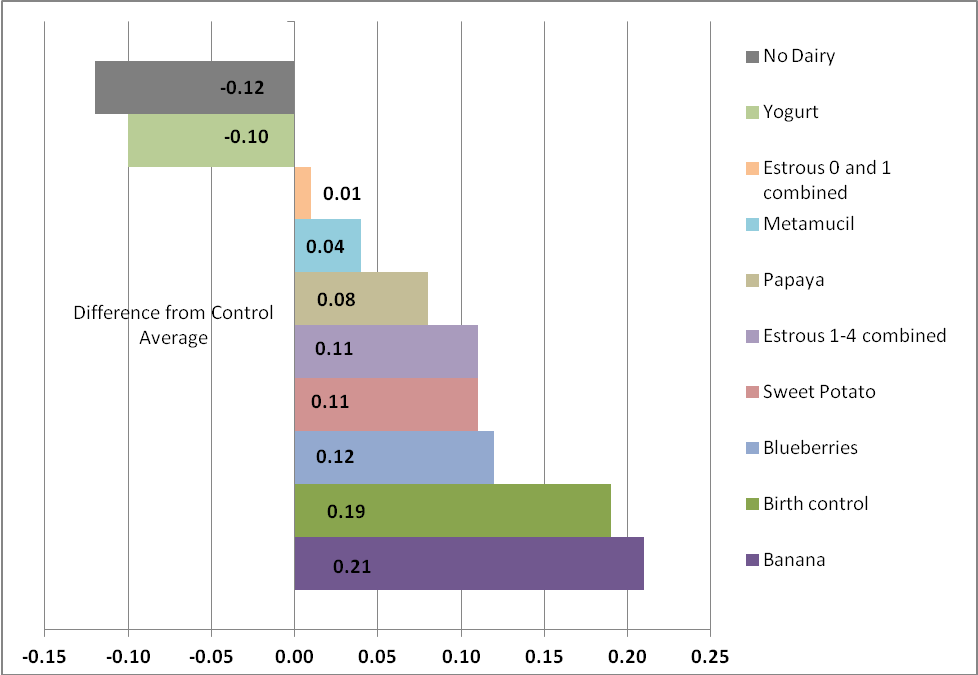 -0.12
-0.10
0.01
0.04
0.08
Difference from Control
Average
0.11
0.11
0.12
0.19
0.21
-0.15 -0.10 -0.05 0.00 0.05 0.10 0.15 0.20 0.25
No Dairy
Yogurt
Estrous 0 and 1
combined
Metamucil
Papaya
Estrous 1-4 combined
Sweet Potato
Blueberries
Birth control
Banana